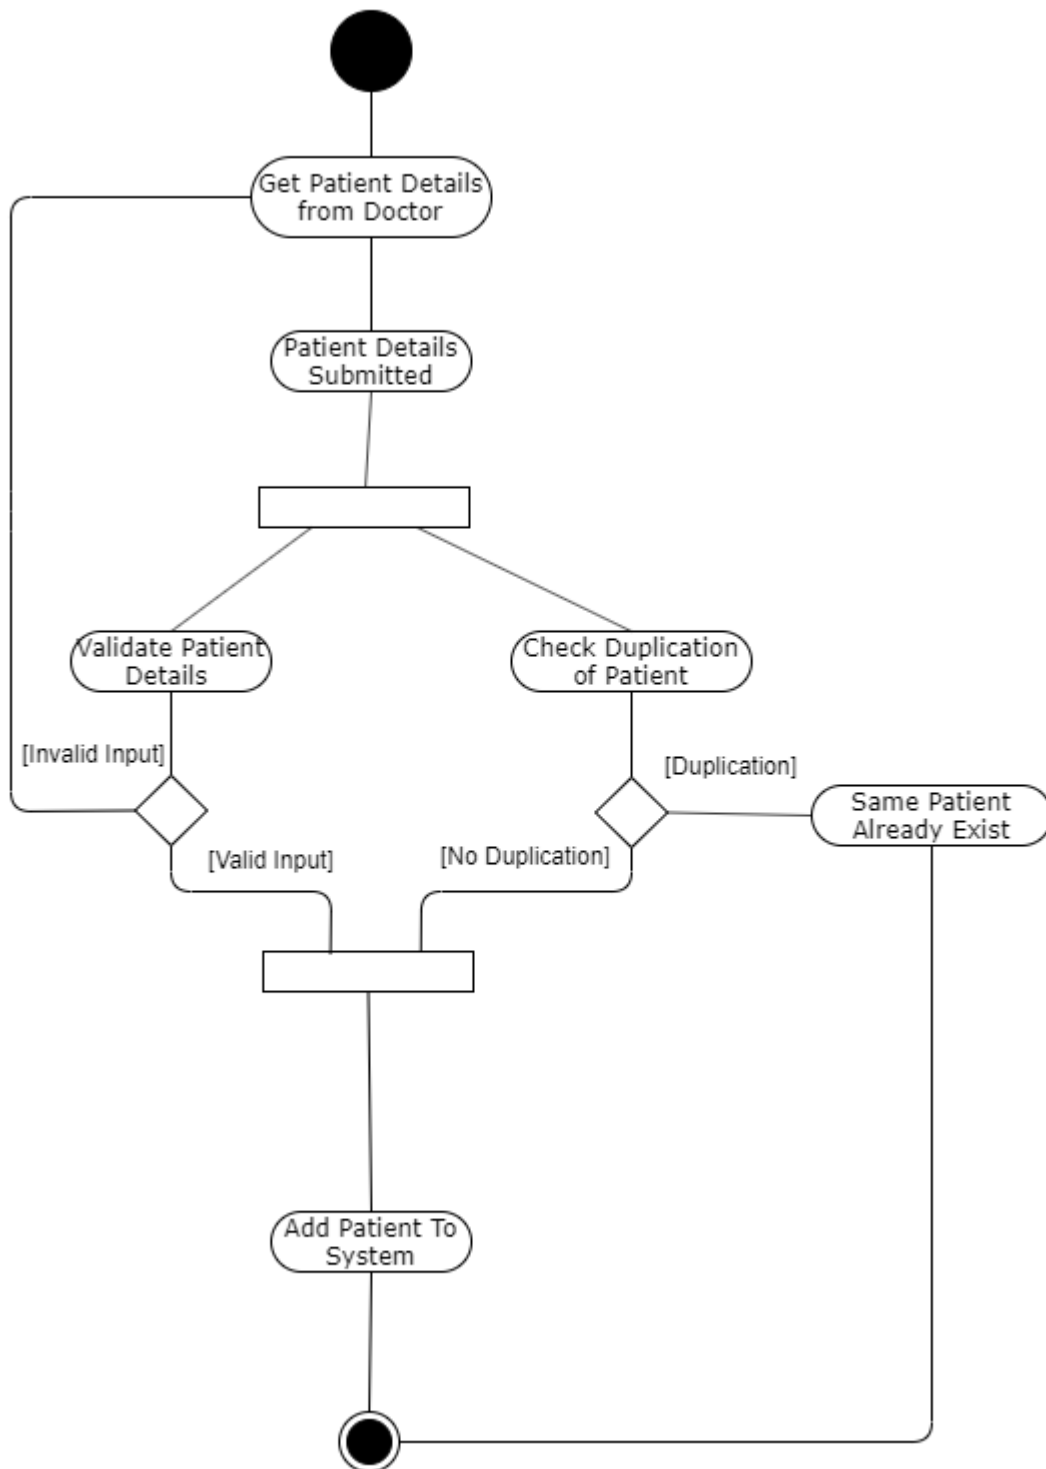 Get Patient Details
from Doctor
Patient Details
Submitted
Validate Patient
Details
Check Duplication
of Patient
[Invalid Input]
[Duplication]
Same Patient
Already Exist
[Valid Input]
[No Duplication]
Add Patient To
System